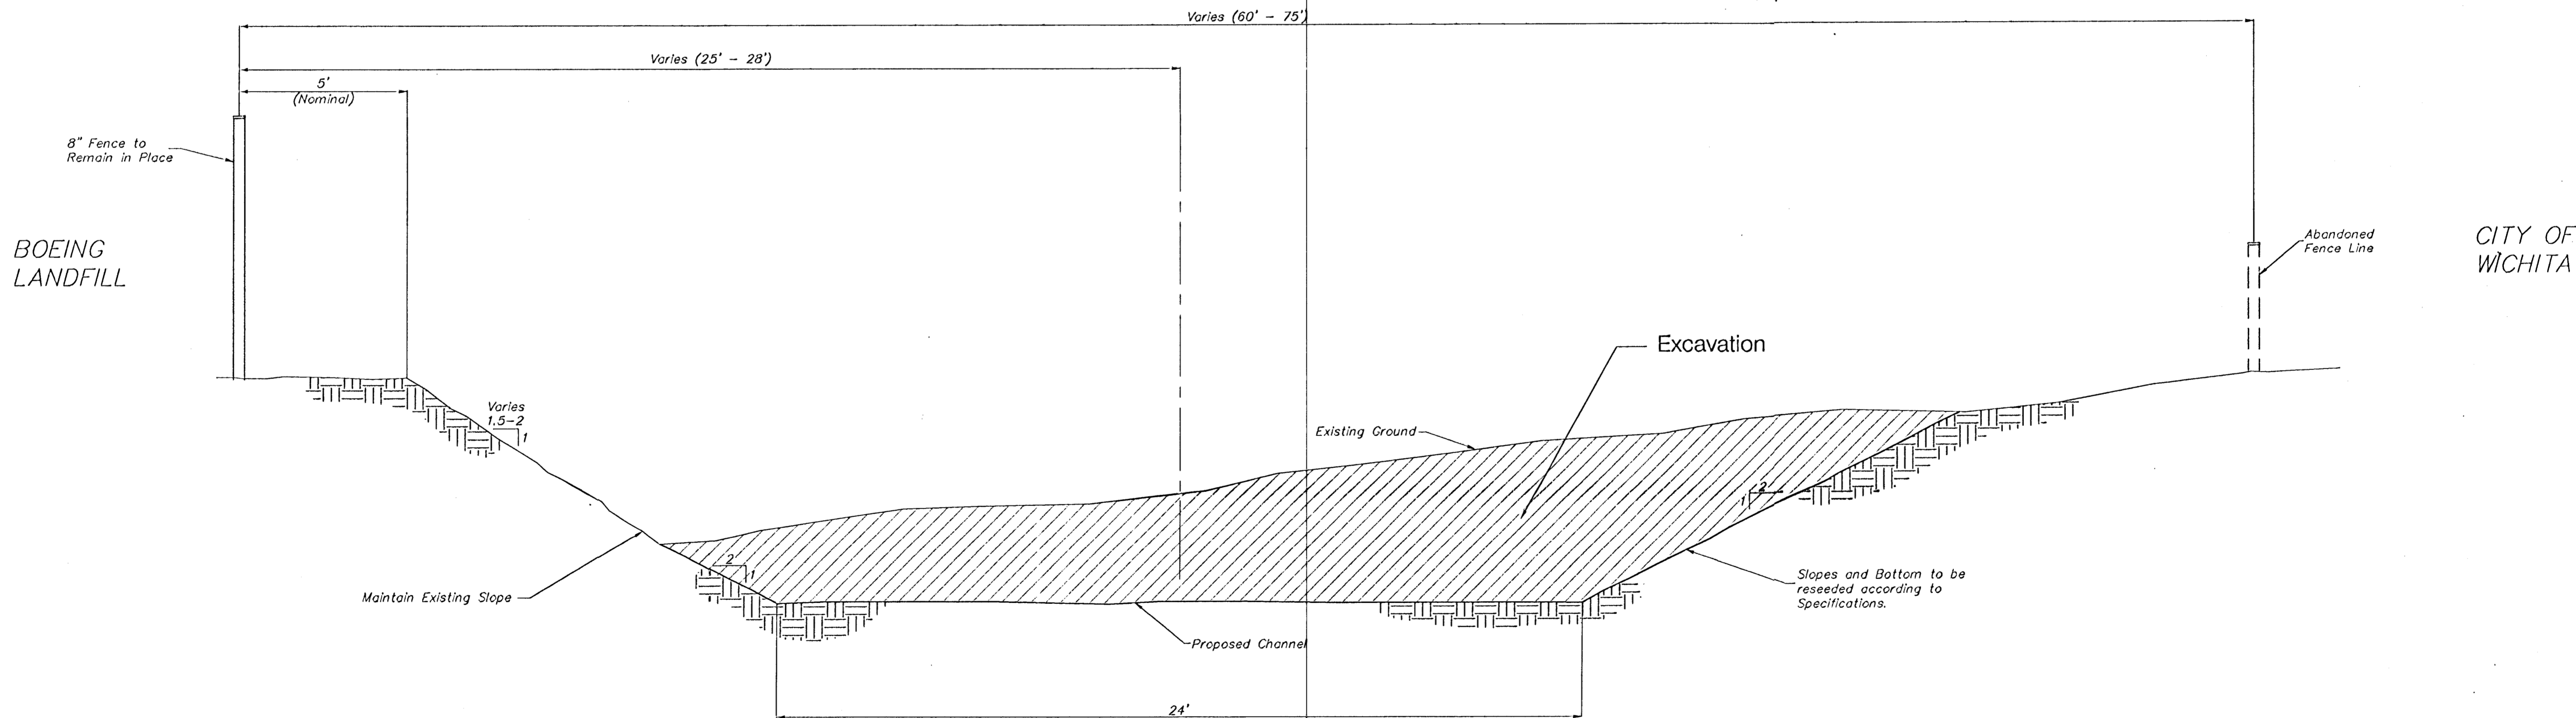 Varies (60' - 75')
Varies (25' - 28')
5'
(Nominal)
8" Fence to
Remain in Place
BOEING
LANDFILL
Abandoned
Fence Line
CITY OF
WICHITA
Excavation
Varies
1.5-2
1
Existing Ground
2
1
2
1
Maintain Existing Slope
Slopes and Bottom to be
reseeded according to
Specifications.
Proposed Channel
24'